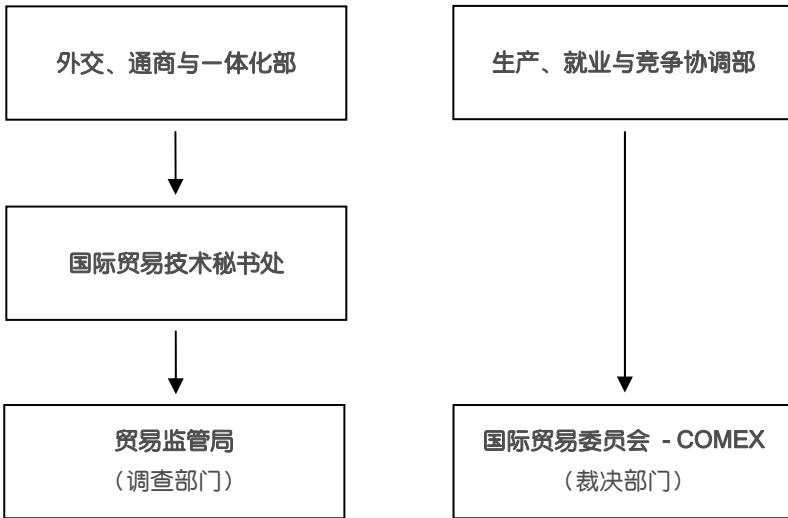 外交、通商与一体化部
生产、就业与竞争协调部
国际贸易技术秘书处
贸易监管局
（调查部门）
国际贸易委员会 - COMEX
（裁决部门）